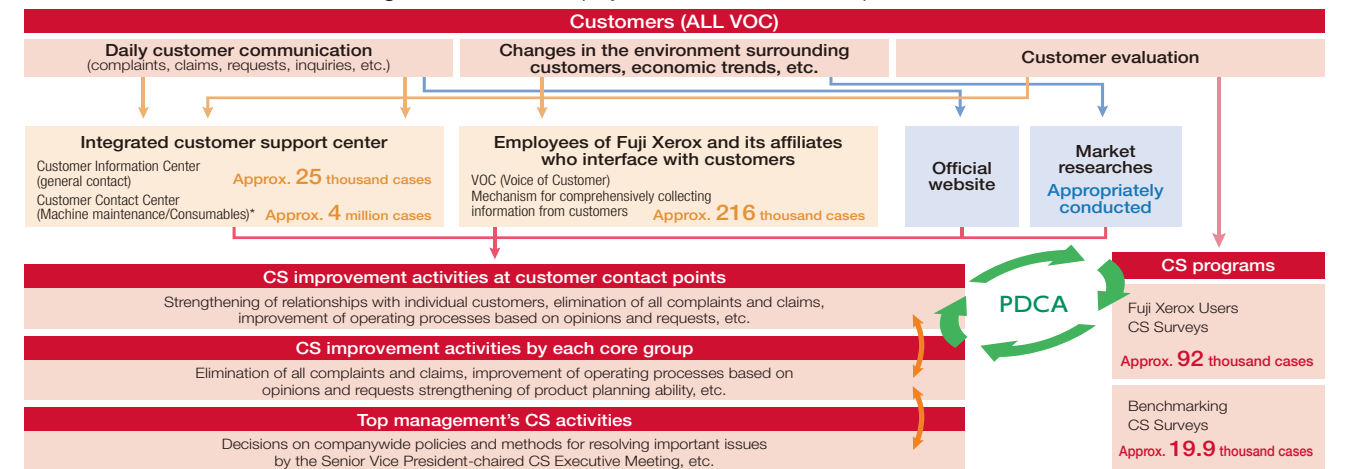 Customers (ALL VOC)
Daily customer communication
(complaints, claims, requests, inquiries, etc.)
Changes in the environment surrounding
customers, economic trends, etc.
Customer evaluation
Integrated customer support center
Customer Information Center
(general contact)
Approx. 25 thousand cases
Customer Contact Center
(Machine maintenance/Consumables)*
Approx. 4 million cases
Employees of Fuji Xerox and its affiliates
who interface with customers
VOC (Voice of Customer)
Mechanism for comprehensively collecting
information from customers
Approx. 216 thousand cases
Official
website
Market
researches
Appropriately
conducted
CS improvement activities at customer contact points
Strengthening of relationships with individual customers, elimination of all complaints and claims,
improvement of operating processes based on opinions and requests, etc.
CS improvement activities by each core group
Elimination of all complaints and claims, improvement of operating processes based on
opinions and requests strengthening of product planning ability, etc.
Top management's CS activities
Decisions on companywide policies and methods for resolving important issues
by the Senior Vice President-chaired CS Executive Meeting, etc.
PDCA
CS programs
Fuji Xerox Users
CS Surveys
Approx. 92 thousand cases
Benchmarking
CS Surveys
Approx. 19.9 thousand cases